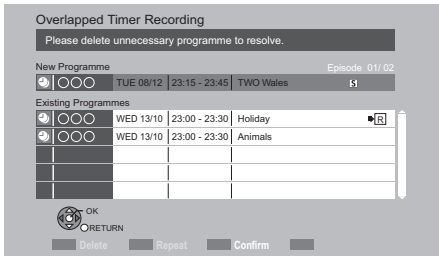 Overlapped Timer Recording
Please delete unnecessary programme to resolve.
New Programme Episode 01/02
TUE 08/12 23:15 - 23:45 TWO Wales S
Existing Programmes
WED 13/10 23:00 - 23:30 Holiday R
WED 13/10 23:00 - 23:30 Animals
OK
RETURN
Delete Repeat Confirm